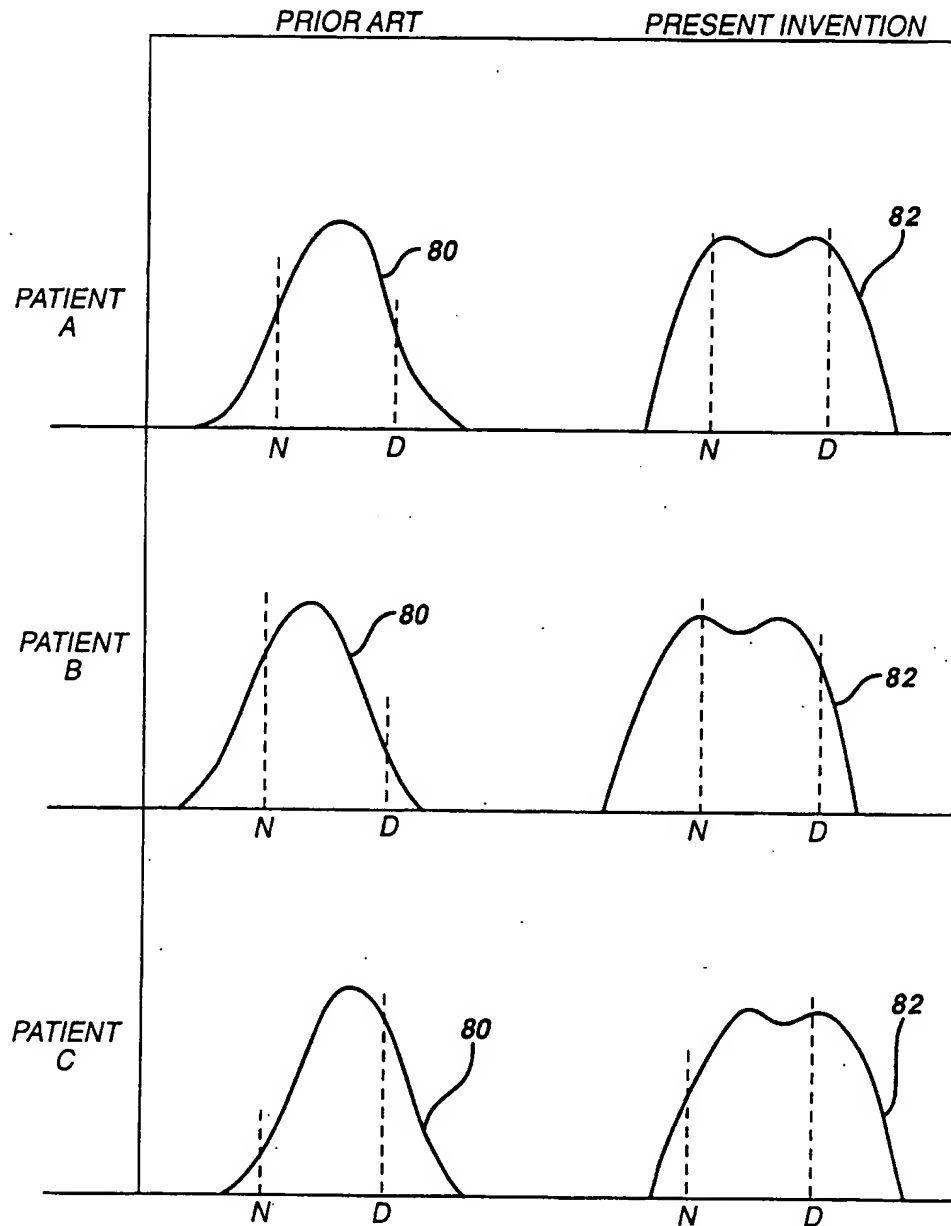 PRIOR ART
PRESENT INVENTION
PATIENT
A
80
82
N
D
N
D
PATIENT
B
80
82
N
D
N
D
PATIENT
C
80
82
N
D
N
D